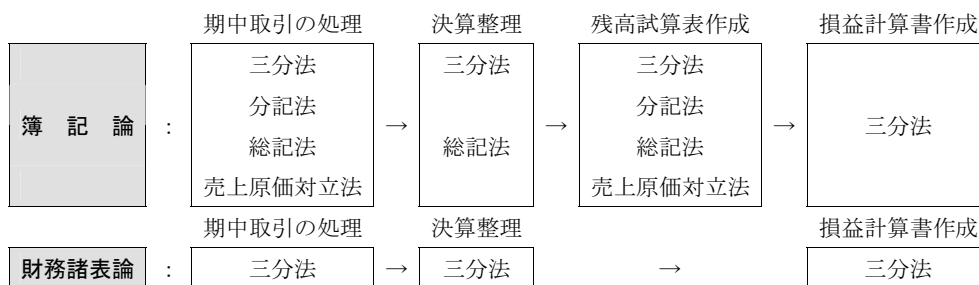 期中取引の処理 決算整理 残高試算表作成 損益計算書作成
三分法 三分法 三分法
分記法 分記法
簿記論 : → 総記法 → → 三分法
総記法 総記法
売上原価対立法 売上原価対立法
期中取引の処理 決算整理 損益計算書作成
財務諸表論 : 三分法 → 三分法 → 三分法